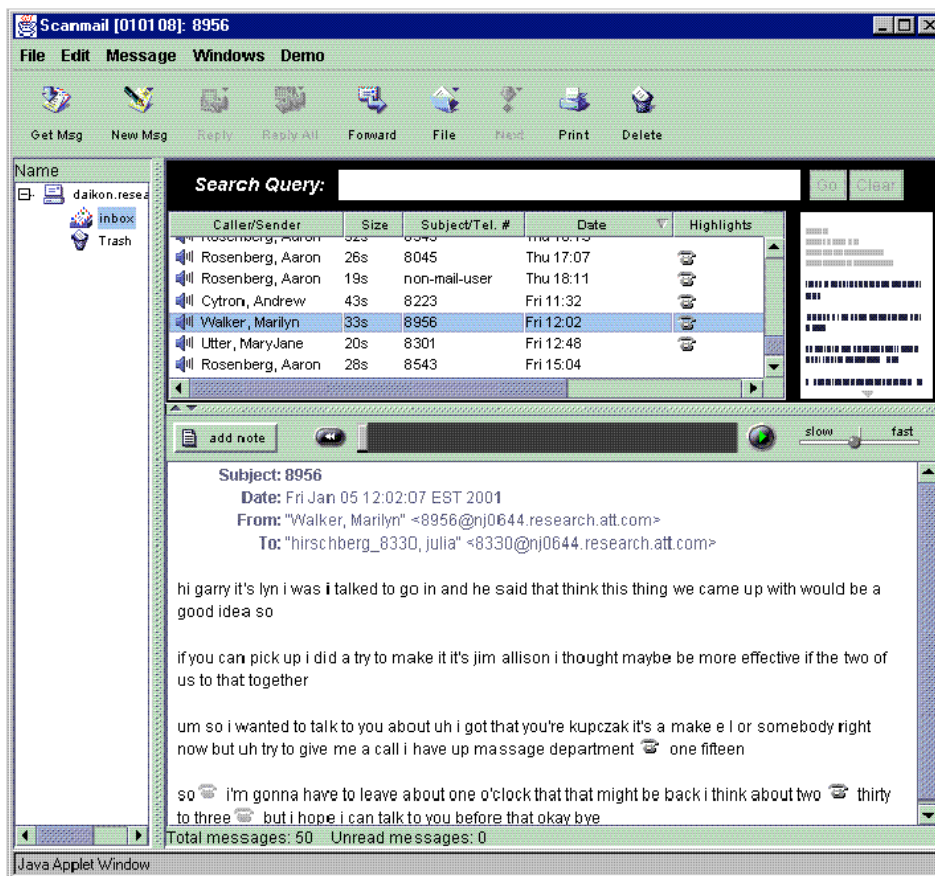 Scanmail [010108]: 8956
File Edit Message Windows Demo
Get Msg New Msg Reply Reply All Forward File Next Print Delete
Name
daikon.resea
inbox
Trash
Search Query: Go Clear
Caller/Sender Size Subject/Tel. # Date Highlights
Rosenberg, Aaron 26s 8045 Thu 17:07
Rosenberg, Aaron 19s non-mail-user Thu 18:11
Cytron, Andrew 43s 8223 Fri 11:32
Walker, Marilyn 33s 8956 Fri 12:02
Utter, MaryJane 20s 8301 Fri 12:48
Rosenberg, Aaron 28s 8543 Fri 15:04
add note slow fast
Subject: 8956
Date: Fri Jan 05 12:02:07 EST 2001
From: "Walker, Marilyn" <8956@nj0644.research.att.com>
To: "hirschberg_8330, julia" <8330@nj0644.research.att.com>
hi garry it's lyn i was i talked to go in and he said that think this thing we came up with would be a
good idea so
if you can pick up i did a try to make it it's jim allison i thought maybe be more effective if the two of
us to that together
um so i wanted to talk to you about uh i got that you're kupczak it's a make e l or somebody right
now but uh try to give me a call i have up massage department one fifteen
so i'm gonna have to leave about one o'clock that that might be back i think about two thirty
to three but i hope i can talk to you before that okay bye
Total messages: 50 Unread messages: 0
Java Applet Window